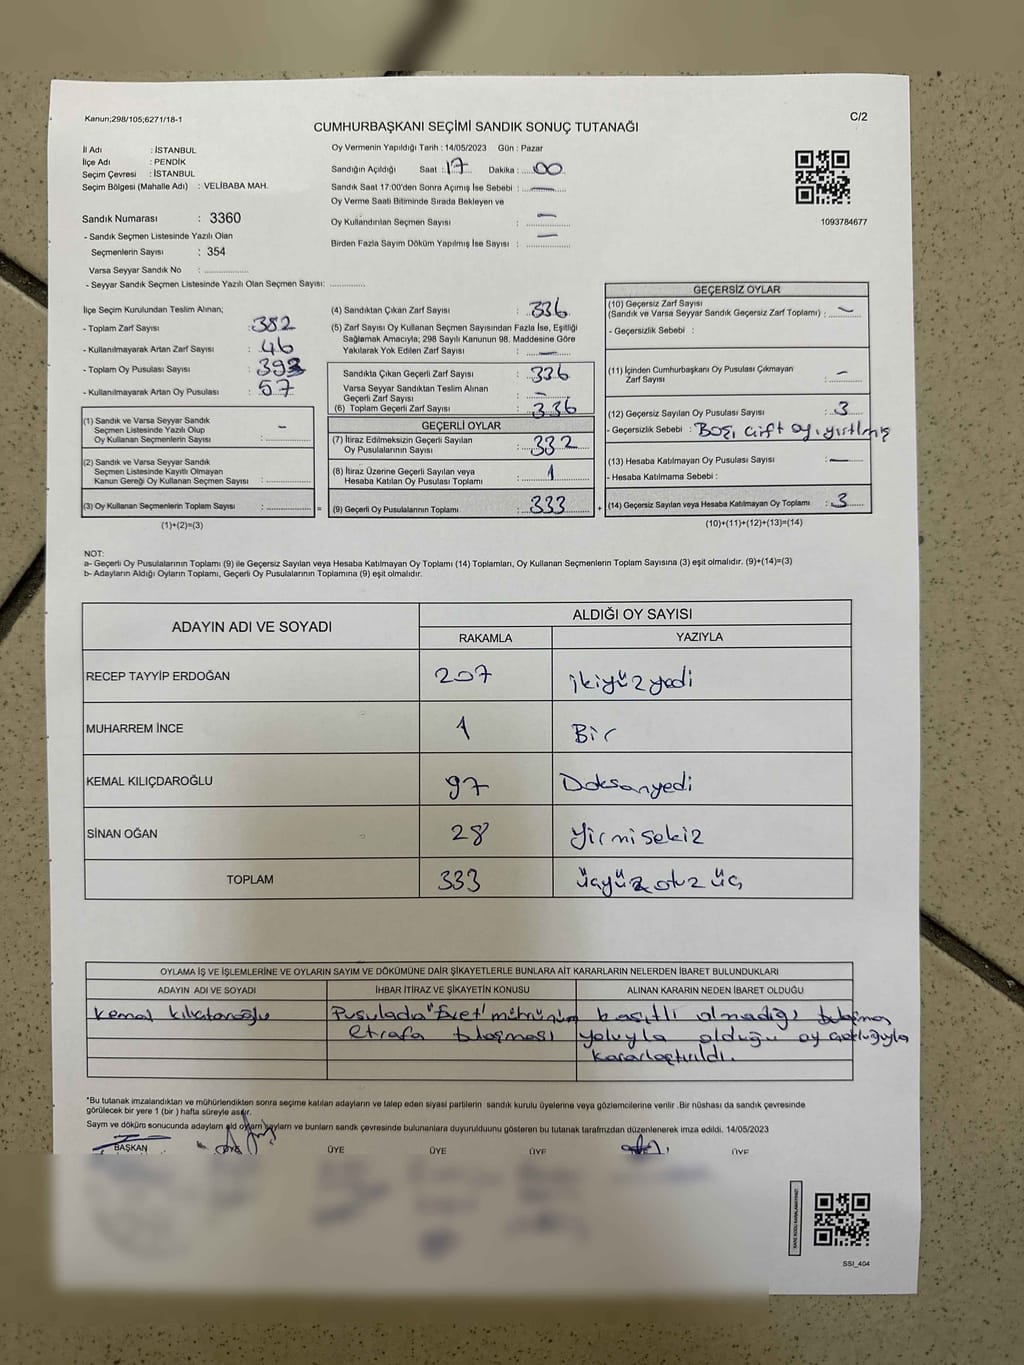 Kanun;298/105;6271/18-1
C/2
CUMHURBAŞKANI SEÇİMİ SANDIK SONUÇ TUTANAĞI
İl Adı : İSTANBUL
İlçe Adı : PENDİK
Seçim Çevresi : İSTANBUL
Seçim Bölgesi (Mahalle Adı) : VELİBABA MAH.
Sandık Numarası : 3360
- Sandık Seçmen Listesinde Yazılı Olan
Seçmenlerin Sayısı : 354
Varsa Seyyar Sandık No : ..............
- Seyyar Sandık Seçmen Listesinde Yazılı Olan Seçmen Sayısı: ............
Oy Vermenin Yapıldığı Tarih : 14/05/2023 Gün : Pazar
Sandığın Açıldığı Saat : 17 Dakika : 00
Sandık Saat 17:00'den Sonra Açımış İse Sebebi : —
Oy Verme Saati Bitiminde Sırada Bekleyen ve
Oy Kullandırılan Seçmen Sayısı : —
Birden Fazla Sayım Döküm Yapılmış İse Sayısı : —
1093784677
İlçe Seçim Kurulundan Teslim Alınan;
- Toplam Zarf Sayısı : 382
- Kullanılmayarak Artan Zarf Sayısı : 46
- Toplam Oy Pusulası Sayısı : 393
- Kullanılmayarak Artan Oy Pusulası : 57
(1) Sandık ve Varsa Seyyar Sandık
Seçmen Listesinde Yazılı Olup
Oy Kullanan Seçmenlerin Sayısı : -
(2) Sandık ve Varsa Seyyar Sandık
Seçmen Listesinde Kayıtlı Olmayan
Kanun Gereği Oy Kullanan Seçmen Sayısı :
(3) Oy Kullanan Seçmenlerin Toplam Sayısı : =
(1)+(2)=(3)
(4) Sandıktan Çıkan Zarf Sayısı : 336
(5) Zarf Sayısı Oy Kullanan Seçmen Sayısından Fazla İse, Eşitliği
Sağlamak Amacıyla; 298 Sayılı Kanunun 98. Maddesine Göre
Yakılarak Yok Edilen Zarf Sayısı : —
Sandıkta Çıkan Geçerli Zarf Sayısı : 336
Varsa Seyyar Sandıktan Teslim Alınan
Geçerli Zarf Sayısı : -
(6) Toplam Geçerli Zarf Sayısı : 336
GEÇERLİ OYLAR
(7) İtiraz Edilmeksizin Geçerli Sayılan
Oy Pusulalarının Sayısı : 332
(8) İtiraz Üzerine Geçerli Sayılan veya
Hesaba Katılan Oy Pusulası Toplamı : 1
(9) Geçerli Oy Pusulalarının Toplamı : 333 +
GEÇERSİZ OYLAR
(10) Geçersiz Zarf Sayısı
(Sandık ve Varsa Seyyar Sandık Geçersiz Zarf Toplamı) : -
- Geçersizlik Sebebi :
(11) İçinden Cumhurbaşkanı Oy Pusulası Çıkmayan
Zarf Sayısı : -
(12) Geçersiz Sayılan Oy Pusulası Sayısı : 3
- Geçersizlik Sebebi : Boş, çift oy, yırtılmış
(13) Hesaba Katılmayan Oy Pusulası Sayısı : —
- Hesaba Katılmama Sebebi :
(14) Geçersiz Sayılan veya Hesaba Katılmayan Oy Toplamı : 3
(10)+(11)+(12)+(13)=(14)
NOT:
a- Geçerli Oy Pusulalarının Toplamı (9) ile Geçersiz Sayılan veya Hesaba Katılmayan Oy Toplamı (14) Toplamları, Oy Kullanan Seçmenlerin Toplam Sayısına (3) eşit olmalıdır. (9)+(14)=(3)
b- Adayların Aldığı Oyların Toplamı, Geçerli Oy Pusulalarının Toplamına (9) eşit olmalıdır.
ADAYIN ADI VE SOYADI
ALDIĞI OY SAYISI
RAKAMLA YAZIYLA
RECEP TAYYİP ERDOĞAN 207 ikiyüz yedi
MUHARREM İNCE 1 Bir
KEMAL KILIÇDAROĞLU 97 Doksanyedi
SİNAN OĞAN 28 Yirmi sekiz
TOPLAM 333 üçyüz otuz üç
OYLAMA İŞ VE İŞLEMLERİNE VE OYLARIN SAYIM VE DÖKÜMÜNE DAİR ŞİKAYETLERLE BUNLARA AİT KARARLARIN NELERDEN İBARET BULUNDUKLARI
ADAYIN ADI VE SOYADI İHBAR İTİRAZ VE ŞİKAYETİN KONUSU ALINAN KARARIN NEDEN İBARET OLDUĞU
Kemal Pusulada "Evet" mührünün kasıtlı olmadığı bulaşma
etrafa bulaşması yoluyla olduğu oy çokluğuyla
kararlaştırıldı.
*Bu tutanak imzalandıktan ve mühürlendikten sonra seçime katılan adayların ve talep eden siyasi partilerin sandık kurulu üyelerine veya gözlemcilerine verilir .Bir nüshası da sandık çevresinde
görülecek bir yere 1 (bir ) hafta süreyle asılır.
Sayım ve döküm sonucunda adayların ve bunların sandık çevresinde bulunanlara duyurulduunu gösteren bu tutanak tarafımızdan düzenlenerek imza edildi. 14/05/2023
BAŞKAN ÜYE ÜYE ÜYE ÜYE
SSI_404